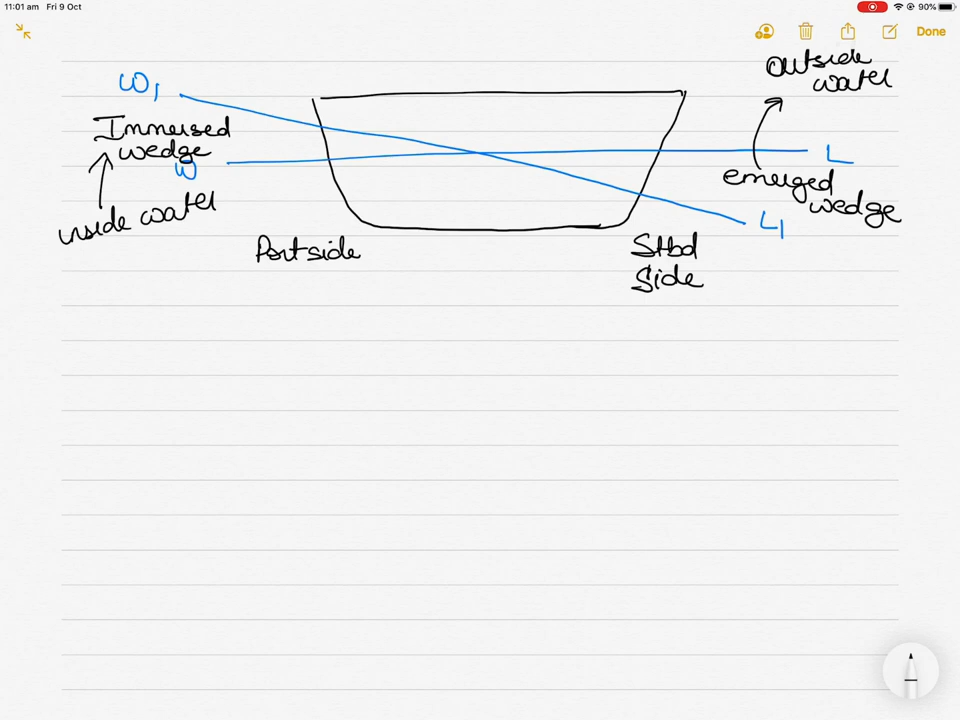 11:01 am Fri 9 Oct
90%
Done
Outside
water
W1
Immersed
wedge
W
L
emerged
wedge
inside water
L1
Portside
Stbd
Side